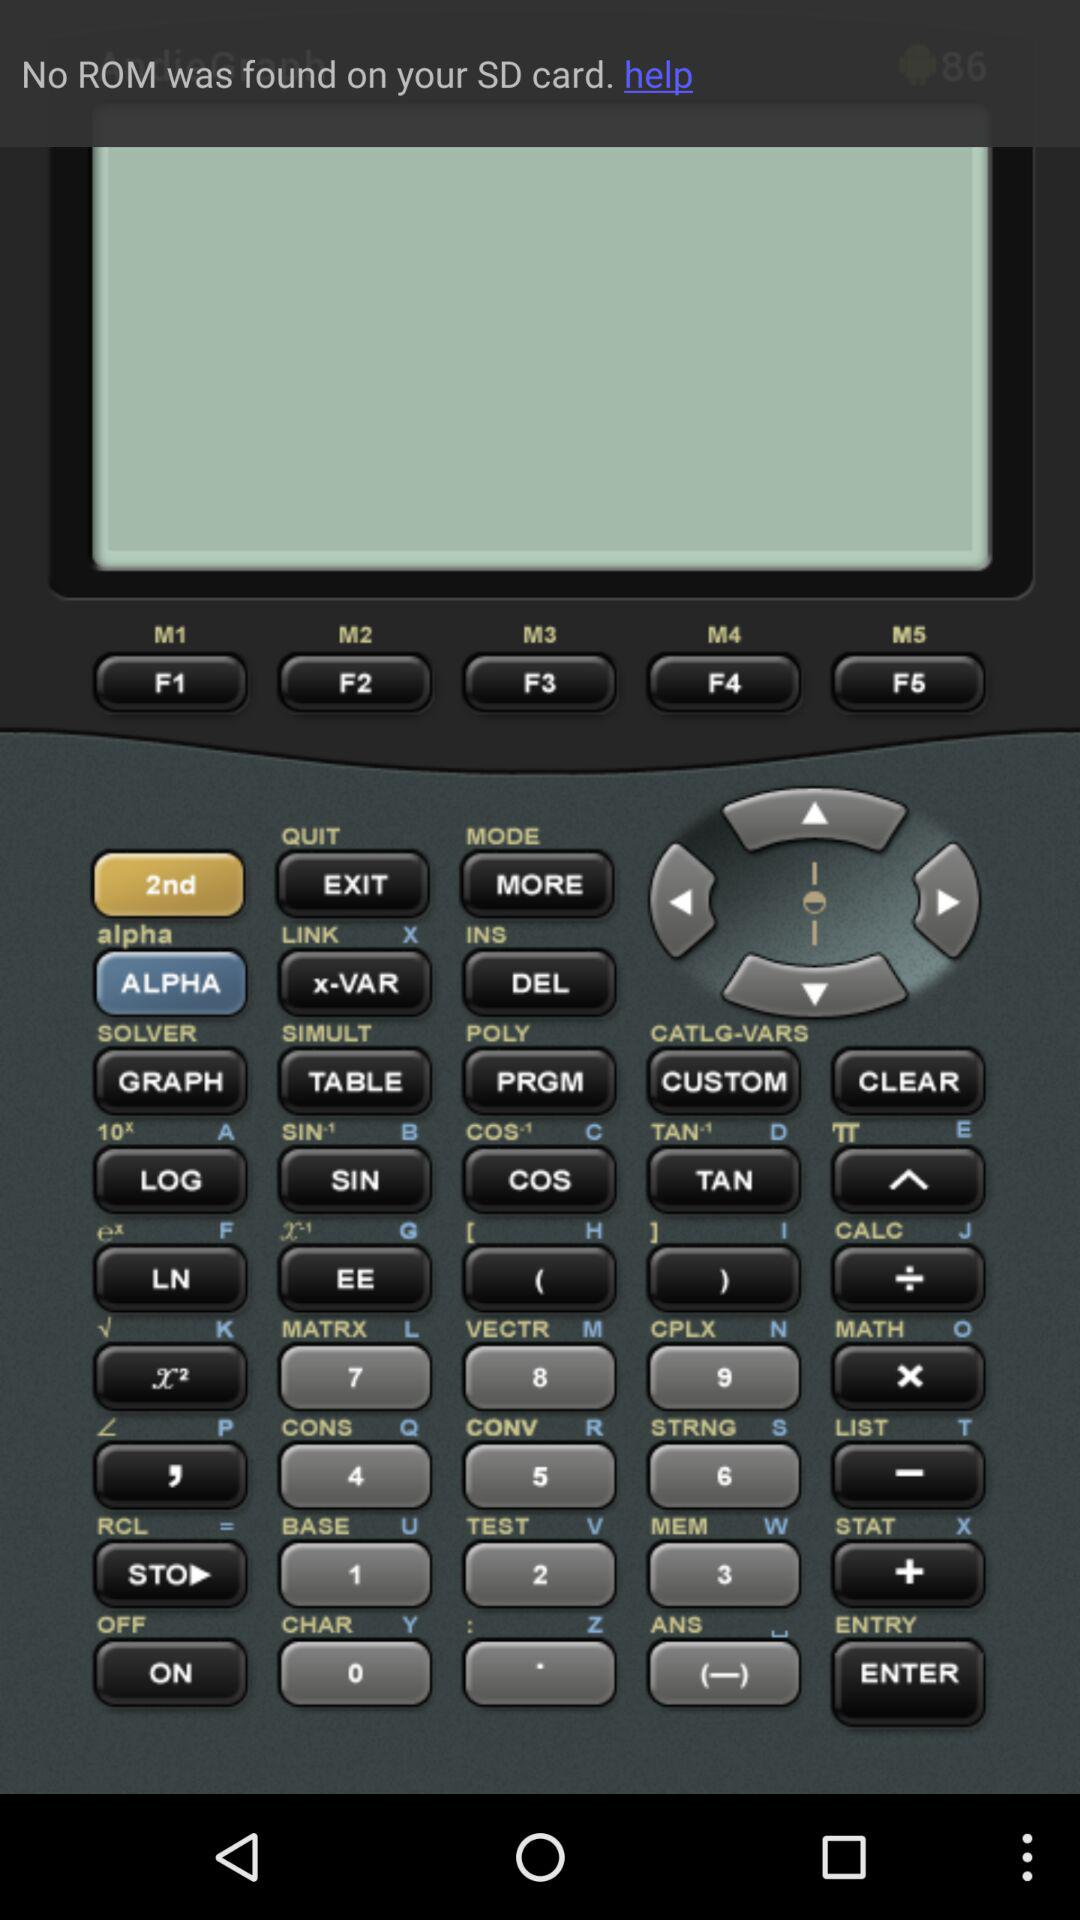 AndieGraph 86
No ROM was found on your SD card. help
M1 M2 M3 M4 M5
F1 F2 F3 F4 F5
QUIT MODE
2nd EXIT MORE
alpha LINK X INS
ALPHA x-VAR DEL
SOLVER SIMULT POLY CATLG-VARS
GRAPH TABLE PRGM CUSTOM CLEAR
10ˣ A SIN⁻¹ B COS⁻¹ C TAN⁻¹ D π E
LOG SIN COS TAN ^
eˣ F x⁻¹ G [ H ] I CALC J
LN EE ( ) ÷
√ K MATRX L VECTR M CPLX N MATH O
x² 7 8 9 ×
∠ P CONS Q CONV R STRNG S LIST T
, 4 5 6 −
RCL = BASE U TEST V MEM W STAT X
STO▶ 1 2 3 +
OFF CHAR Y : Z ANS ␣ ENTRY
ON 0 . (—) ENTER